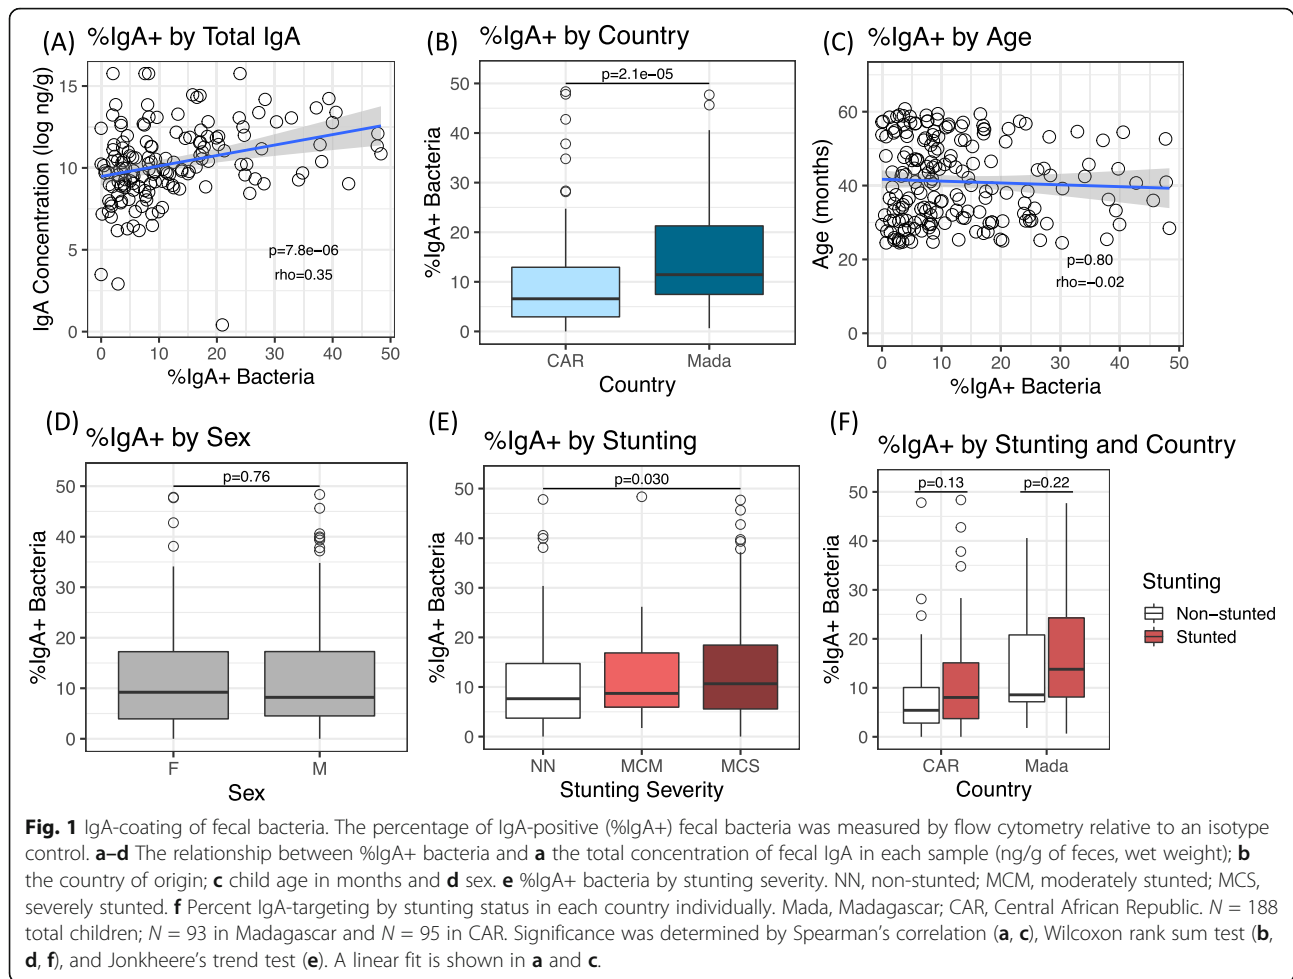 (A) %IgA+ by Total IgA
IgA Concentration (log ng/g)
15
10
5
0
p=7.8e−06
rho=0.35
0 10 20 30 40 50
%IgA+ Bacteria
(B) %IgA+ by Country
%IgA+ Bacteria
50
40
30
20
10
0
p=2.1e−05
CAR Mada
Country
(C) %IgA+ by Age
Age (months)
60
40
20
0
p=0.80
rho=−0.02
0 10 20 30 40 50
%IgA+ Bacteria
(D) %IgA+ by Sex
%IgA+ Bacteria
50
40
30
20
10
0
p=0.76
F M
Sex
(E) %IgA+ by Stunting
%IgA+ Bacteria
50
40
30
20
10
0
p=0.030
NN MCM MCS
Stunting Severity
(F) %IgA+ by Stunting and Country
%IgA+ Bacteria
50
40
30
20
10
0
p=0.13 p=0.22
CAR Mada
Country
Stunting
Non−stunted
Stunted
Fig. 1 IgA-coating of fecal bacteria. The percentage of IgA-positive (%IgA+) fecal bacteria was measured by flow cytometry relative to an isotype
control. a–d The relationship between %IgA+ bacteria and a the total concentration of fecal IgA in each sample (ng/g of feces, wet weight); b
the country of origin; c child age in months and d sex. e %IgA+ bacteria by stunting severity. NN, non-stunted; MCM, moderately stunted; MCS,
severely stunted. f Percent IgA-targeting by stunting status in each country individually. Mada, Madagascar; CAR, Central African Republic. N = 188
total children; N = 93 in Madagascar and N = 95 in CAR. Significance was determined by Spearman's correlation (a, c), Wilcoxon rank sum test (b,
d, f), and Jonkheere's trend test (e). A linear fit is shown in a and c.